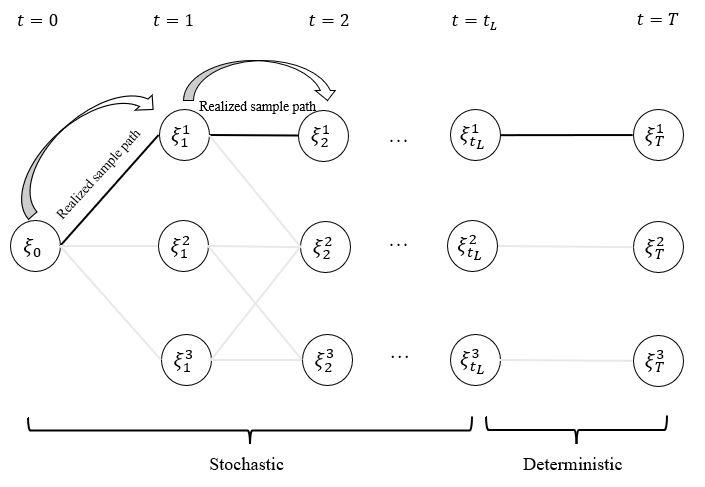 t = 0 t = 1 t = 2 t = t_L t = T
Realized sample path
Realized sample path
ξ_1^1 ξ_2^1 … ξ_{t_L}^1 ξ_T^1
ξ_0 ξ_1^2 ξ_2^2 … ξ_{t_L}^2 ξ_T^2
ξ_1^3 ξ_2^3 … ξ_{t_L}^3 ξ_T^3
Stochastic Deterministic